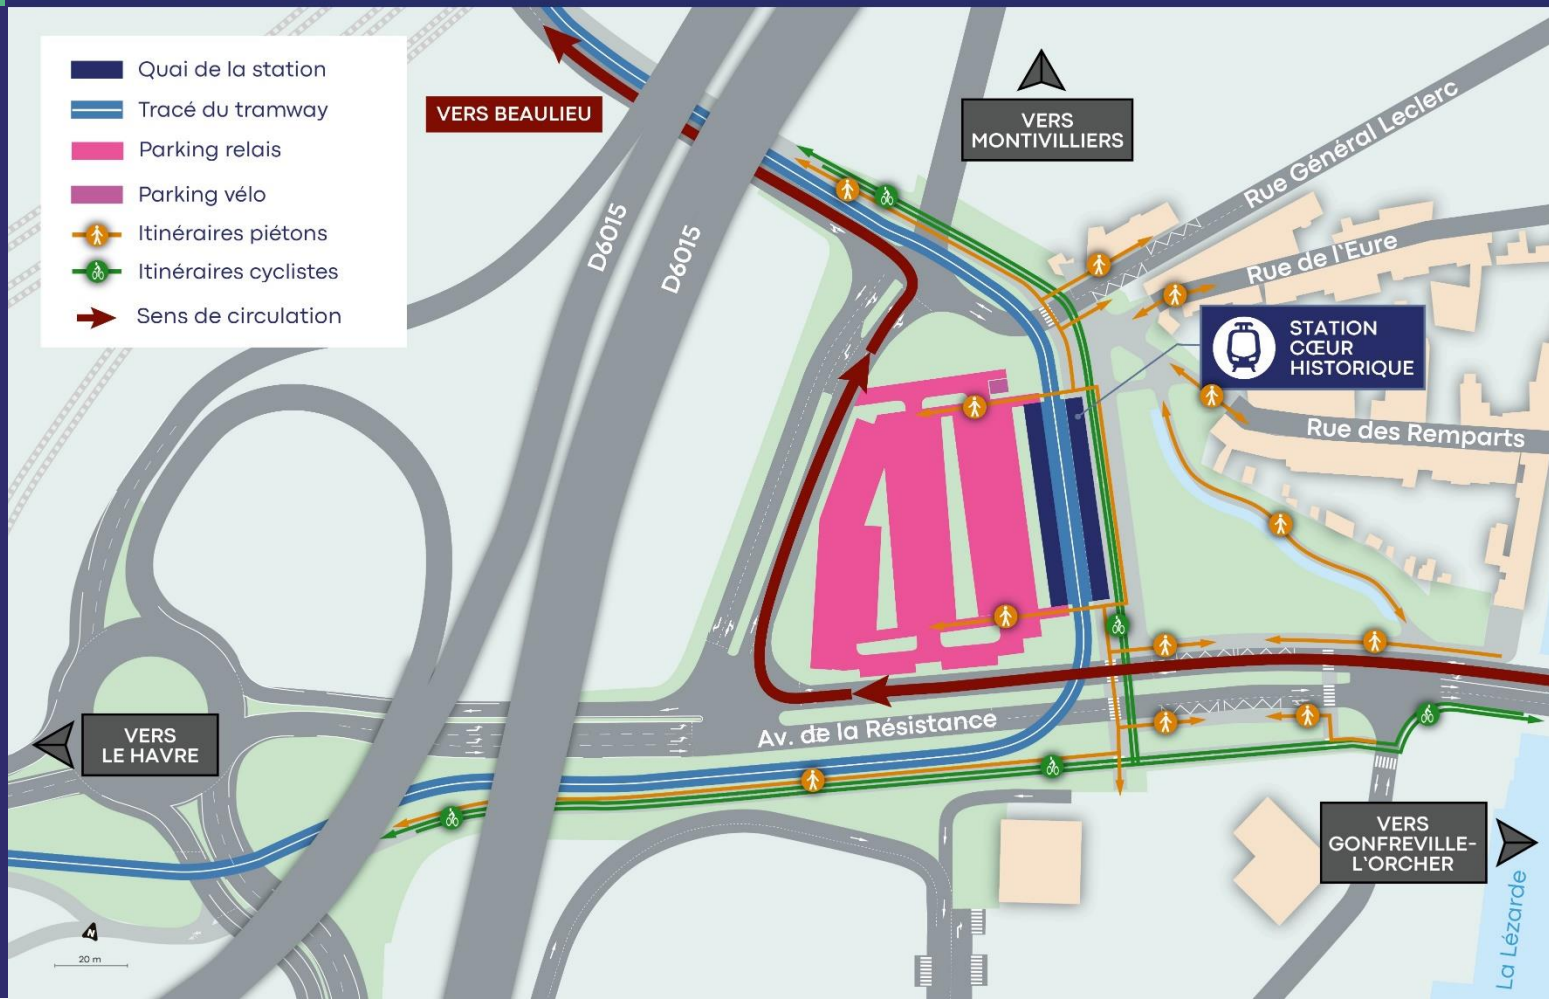 Quai de la station
Tracé du tramway
Parking relais
Parking vélo
Itinéraires piétons
Itinéraires cyclistes
Sens de circulation
VERS BEAULIEU
VERS
MONTIVILLIERS
Rue Général Leclerc
Rue de l'Eure
D6015
D6015
STATION
CŒUR
HISTORIQUE
Rue des Remparts
Av. de la Résistance
VERS
LE HAVRE
VERS
GONFREVILLE-
L'ORCHER
La Lézarde
N
20 m